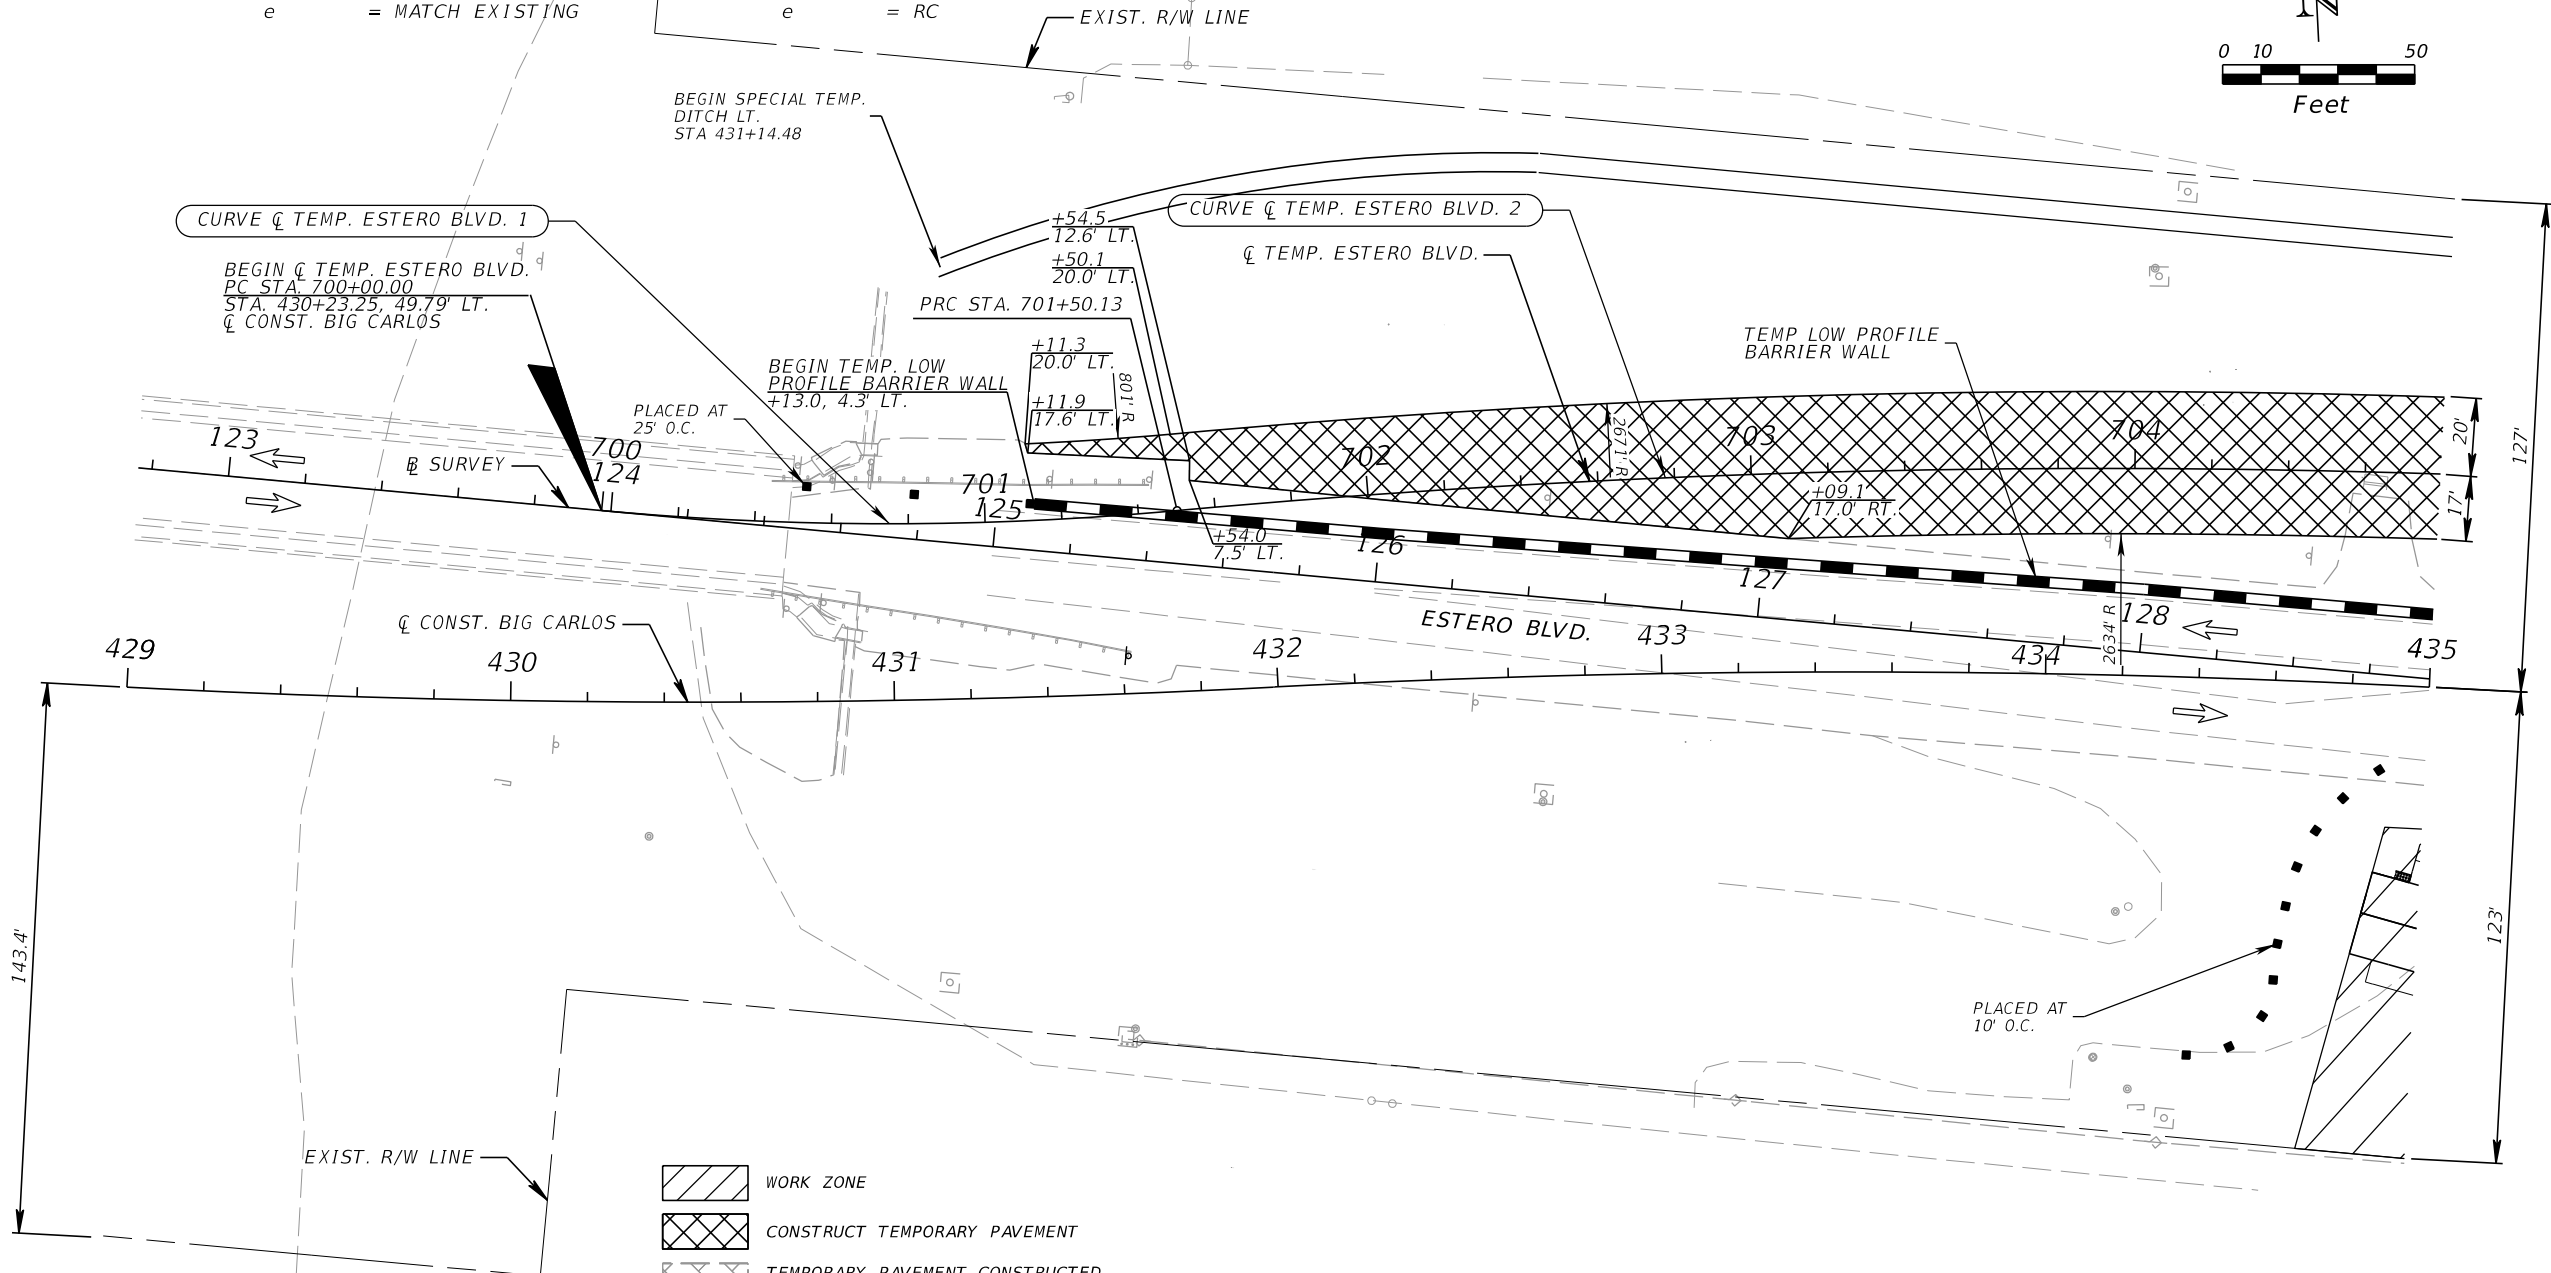 e = MATCH EXISTING
e = RC
EXIST. R/W LINE
N
0 10 50
Feet
BEGIN SPECIAL TEMP.
DITCH LT.
STA 431+14.48
CURVE ℄ TEMP. ESTERO BLVD. 1
+54.5
12.6' LT.
CURVE ℄ TEMP. ESTERO BLVD. 2
+50.1
20.0' LT.
℄ TEMP. ESTERO BLVD.
BEGIN ℄ TEMP. ESTERO BLVD.
PC STA. 700+00.00
STA. 430+23.25, 49.79' LT.
℄ CONST. BIG CARLOS
PRC STA. 701+50.13
TEMP LOW PROFILE
BARRIER WALL
+11.3
20.0' LT.
801' R
BEGIN TEMP. LOW
PROFILE BARRIER WALL
+13.0, 4.3' LT.
+11.9
17.6' LT.
PLACED AT
25' O.C.
123
700
124
701
125
702
703
704
20'
127'
17'
2671' R
BL SURVEY
+09.1
17.0' RT.
+54.0
7.5' LT.
126
127
128
2634' R
℄ CONST. BIG CARLOS
ESTERO BLVD.
429
430
431
432
433
434
435
143.4'
123'
PLACED AT
10' O.C.
EXIST. R/W LINE
WORK ZONE
CONSTRUCT TEMPORARY PAVEMENT
TEMPORARY PAVEMENT CONSTRUCTED